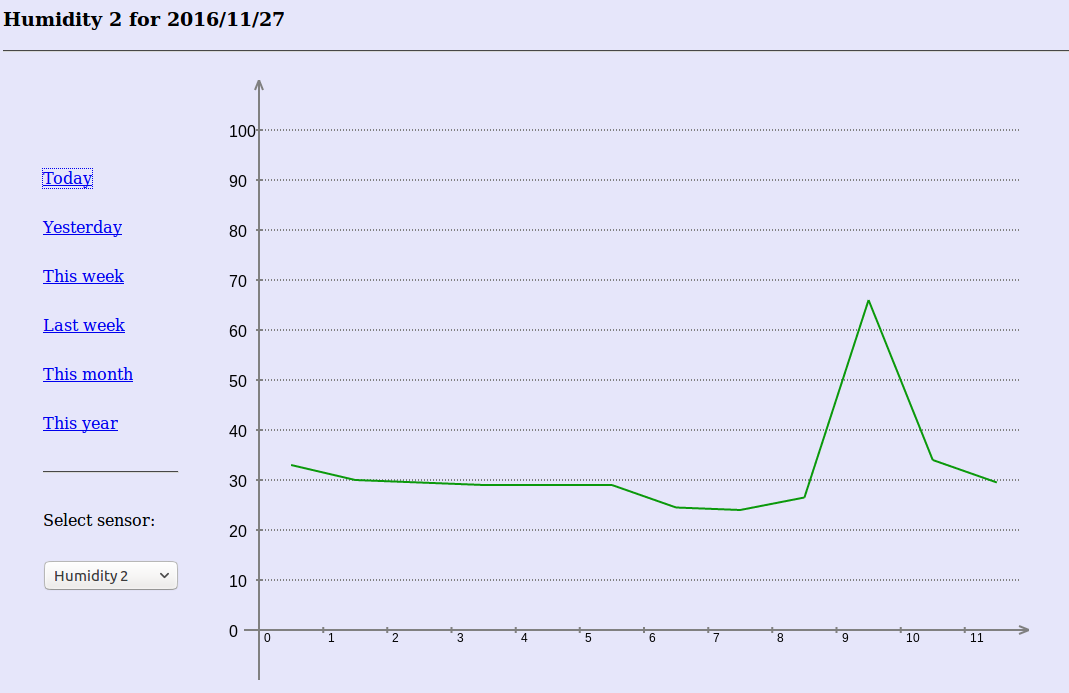 Humidity 2 for 2016/11/27
Today
Yesterday
This week
Last week
This month
This year
Select sensor:
Humidity 2
100
90
80
70
60
50
40
30
20
10
0
0 1 2 3 4 5 6 7 8 9 10 11